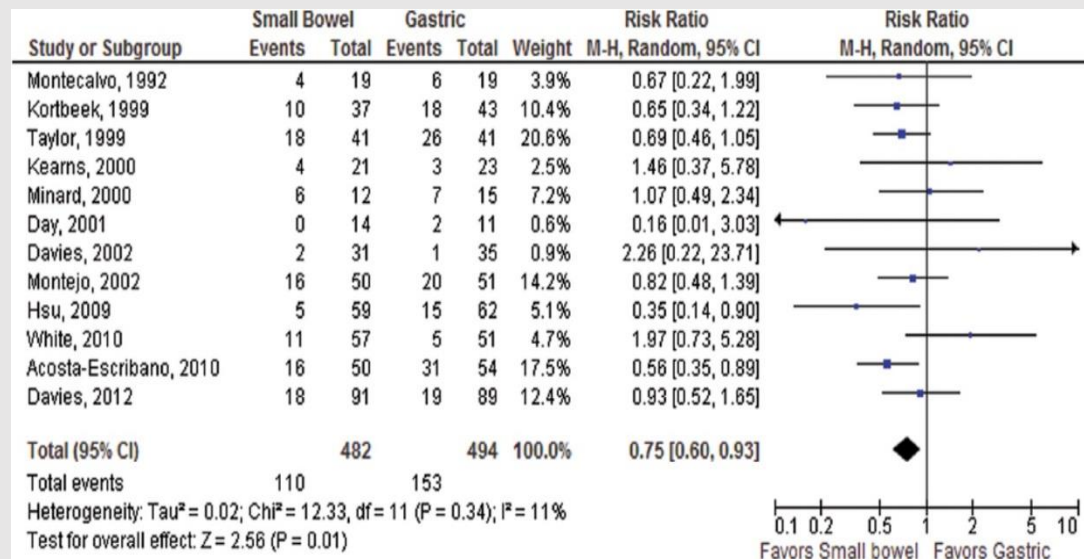 Small Bowel Gastric Risk Ratio Risk Ratio
Study or Subgroup Events Total Events Total Weight M-H, Random, 95% CI M-H, Random, 95% CI
Montecalvo, 1992 4 19 6 19 3.9% 0.67 [0.22, 1.99]
Kortbeek, 1999 10 37 18 43 10.4% 0.65 [0.34, 1.22]
Taylor, 1999 18 41 26 41 20.6% 0.69 [0.46, 1.05]
Kearns, 2000 4 21 3 23 2.5% 1.46 [0.37, 5.78]
Minard, 2000 6 12 7 15 7.2% 1.07 [0.49, 2.34]
Day, 2001 0 14 2 11 0.6% 0.16 [0.01, 3.03]
Davies, 2002 2 31 1 35 0.9% 2.26 [0.22, 23.71]
Montejo, 2002 16 50 20 51 14.2% 0.82 [0.48, 1.39]
Hsu, 2009 5 59 15 62 5.1% 0.35 [0.14, 0.90]
White, 2010 11 57 5 51 4.7% 1.97 [0.73, 5.28]
Acosta-Escribano, 2010 16 50 31 54 17.5% 0.56 [0.35, 0.89]
Davies, 2012 18 91 19 89 12.4% 0.93 [0.52, 1.65]
Total (95% CI) 482 494 100.0% 0.75 [0.60, 0.93]
Total events 110 153
Heterogeneity: Tau² = 0.02; Chi² = 12.33, df = 11 (P = 0.34); I² = 11%
Test for overall effect: Z = 2.56 (P = 0.01)
0.1 0.2 0.5 1 2 5 10
Favors Small bowel Favors Gastric